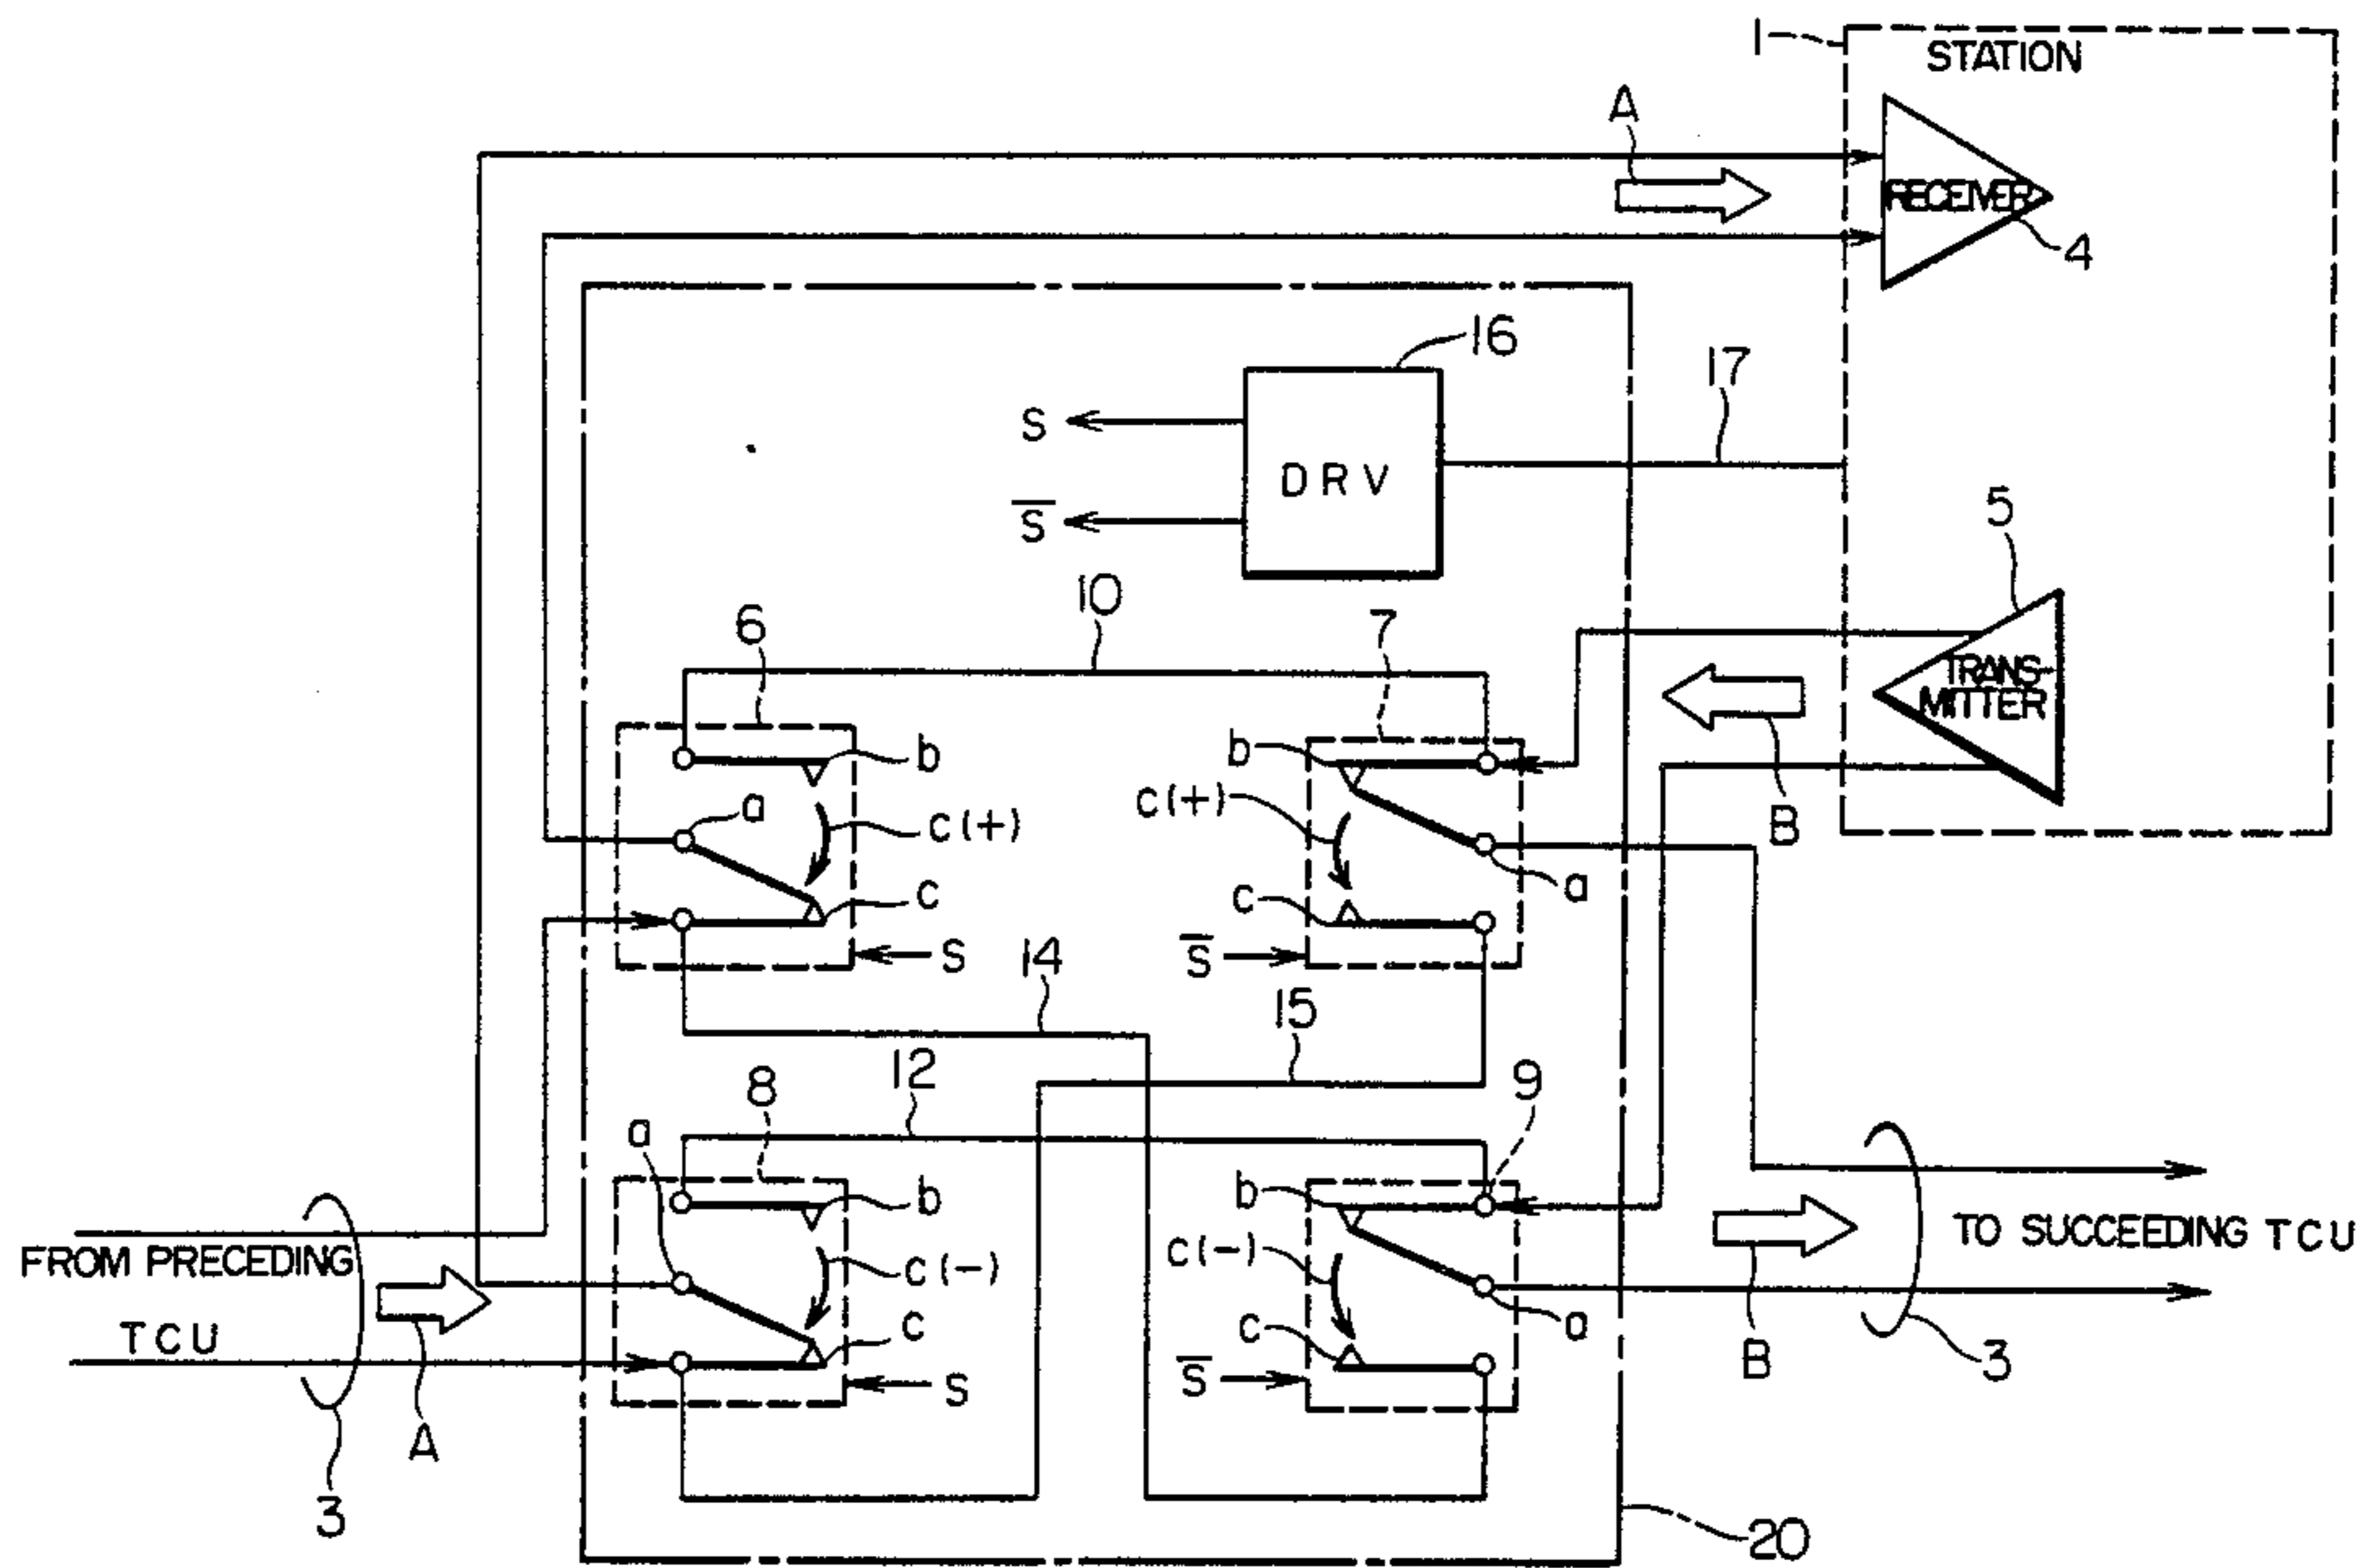 1
STATION
A
RECEIVER
4
16
17
S
DRV
S̅
5
10
6
7
TRANS-
MITTER
b
b
a
c(+)
c(+)
B
c
c
a
S
S̅
14
15
12
8
9
a
b
b
FROM PRECEDING
TO SUCCEEDING TCU
c(-)
c(-)
TCU
c
c
a
S
S̅
B
3
A
3
20